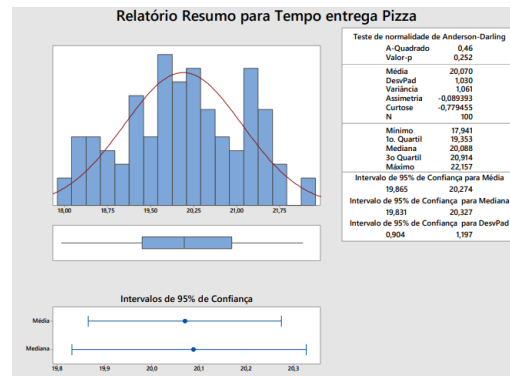 Relatório Resumo para Tempo entrega Pizza
18,00 18,75 19,50 20,25 21,00 21,75
Intervalos de 95% de Confiança
Média
Mediana
19,8 19,9 20,0 20,1 20,2 20,3
Teste de normalidade de Anderson-Darling
A-Quadrado 0,46
Valor-p 0,252
Média 20,070
DesvPad 1,030
Variância 1,061
Assimetria -0,089393
Curtose -0,779455
N 100
Mínimo 17,941
1o. Quartil 19,353
Mediana 20,088
3o Quartil 20,914
Máximo 22,157
Intervalo de 95% de Confiança para Média
19,865 20,274
Intervalo de 95% de Confiança para Mediana
19,831 20,327
Intervalo de 95% de Confiança para DesvPad
0,904 1,197